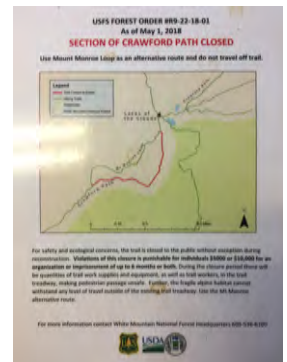 USFS FOREST ORDER #R9-22-18-01
As of May 1, 2018
SECTION OF CRAWFORD PATH CLOSED
Use Mount Monroe Loop as an alternative route and do not travel off trail.
Legend
Lakes
of the Clouds
Crawford Path
For safety and ecological concerns, the trail is closed to the public without exception during
reconstruction. Violations of this closure is punishable for individuals $5000 or $10,000 for an
organization or imprisonment of up to 6 months or both. During the closure period there will
be quantities of trail work supplies and equipment, as well as trail workers, in the trail
treadway, making pedestrian passage unsafe. Further, the fragile alpine habitat cannot
withstand any level of travel outside of the existing trail treadway. Use the Mt Monroe
alternative route.
For more information contact White Mountain National Forest Headquarters
USDA